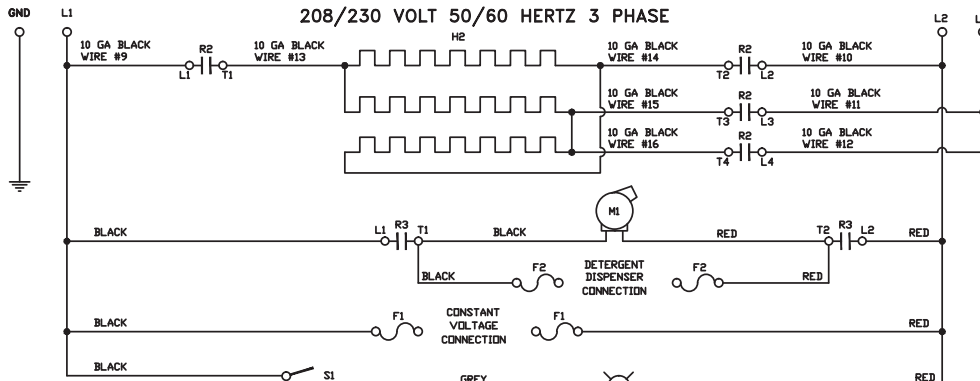 208/230 VOLT 50/60 HERTZ 3 PHASE
GND
L1
L2
H2
10 GA BLACK
WIRE #9
R2
L1
T1
10 GA BLACK
WIRE #13
10 GA BLACK
WIRE #14
R2
T2
L2
10 GA BLACK
WIRE #10
10 GA BLACK
WIRE #15
R2
T3
L3
10 GA BLACK
WIRE #11
10 GA BLACK
WIRE #16
R2
T4
L4
10 GA BLACK
WIRE #12
BLACK
L1
R3
T1
BLACK
M1
RED
T2
R3
L2
RED
BLACK
F2
DETERGENT
DISPENSER
CONNECTION
F2
RED
BLACK
F1
CONSTANT
VOLTAGE
CONNECTION
F1
RED
BLACK
S1
GREY
RED